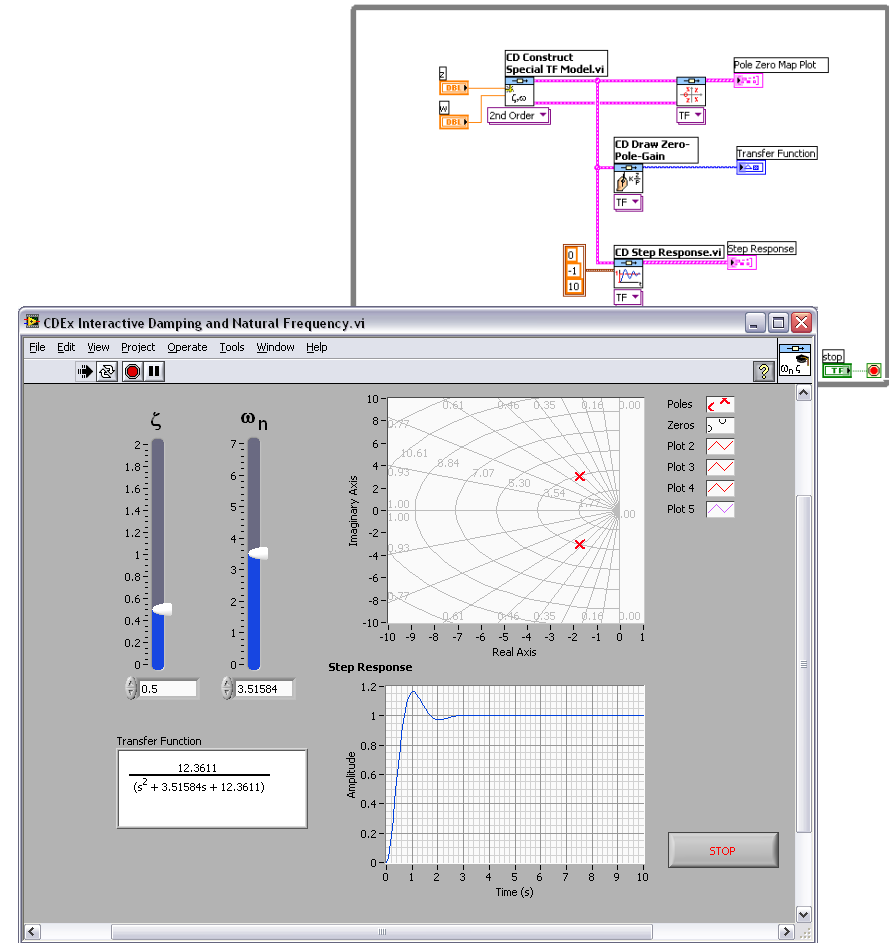 CD Construct
Special TF Model.vi
Pole Zero Map Plot
z
DBL
ζ,ω
w
DBL
2nd Order
TF
CD Draw Zero-
Pole-Gain
Transfer Function
TF
CD Step Response.vi
Step Response
0
-1
10
TF
CDEx Interactive Damping and Natural Frequency.vi
File Edit View Project Operate Tools Window Help
?
ωn ζ
stop
TF
ζ
ωn
2
1.8
1.6
1.4
1.2
1
0.8
0.6
0.4
0.2
0
7
6
5
4
3
2
1
0
0.5
3.51584
Transfer Function
12.3611
(s² + 3.51584s + 12.3611)
Imaginary Axis
10
8
6
4
2
0
-2
-4
-6
-8
-10
0.61 0.46 0.35 0.16 0.00
0.77
10.61
8.84
0.93
7.07
5.30
3.54
1.77
1.00
1.00
.00
0.93
0.77
0.61 0.46 0.35 0.16 0.00
-10 -9 -8 -7 -6 -5 -4 -3 -2 -1 0 1
Real Axis
Poles
Zeros
Plot 2
Plot 3
Plot 4
Plot 5
Step Response
Amplitude
1.2
1
0.8
0.6
0.4
0.2
0
0 1 2 3 4 5 6 7 8 9 10
Time (s)
STOP